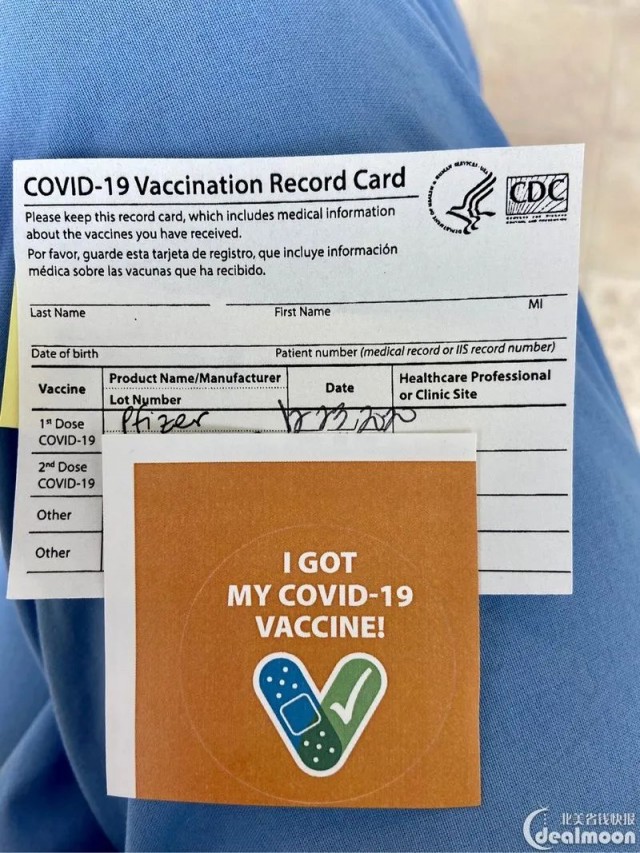 COVID-19 Vaccination Record Card
CDC
Please keep this record card, which includes medical information
about the vaccines you have received.
Por favor, guarde esta tarjeta de registro, que incluye información
médica sobre las vacunas que ha recibido.
Last Name First Name MI
Date of birth Patient number (medical record or IIS record number)
Vaccine
Product Name/Manufacturer
Lot Number
Date
Healthcare Professional
or Clinic Site
1st Dose
COVID-19
Pfizer
12 23, 2020
2nd Dose
COVID-19
Other
Other
I GOT
MY COVID-19
VACCINE!
北美省钱快报
dealmoon